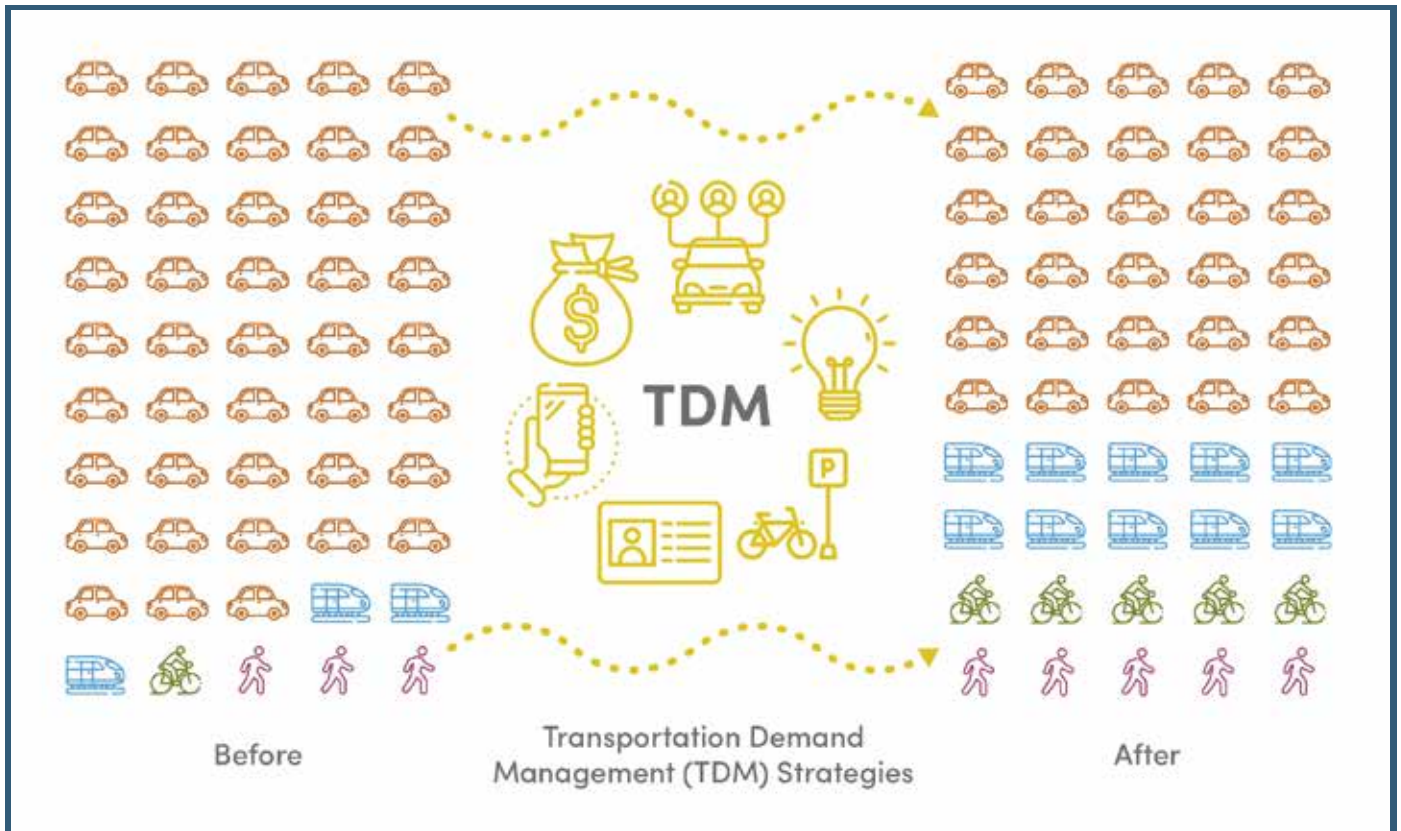 TDM
P
$
Before
Transportation Demand
Management (TDM) Strategies
After